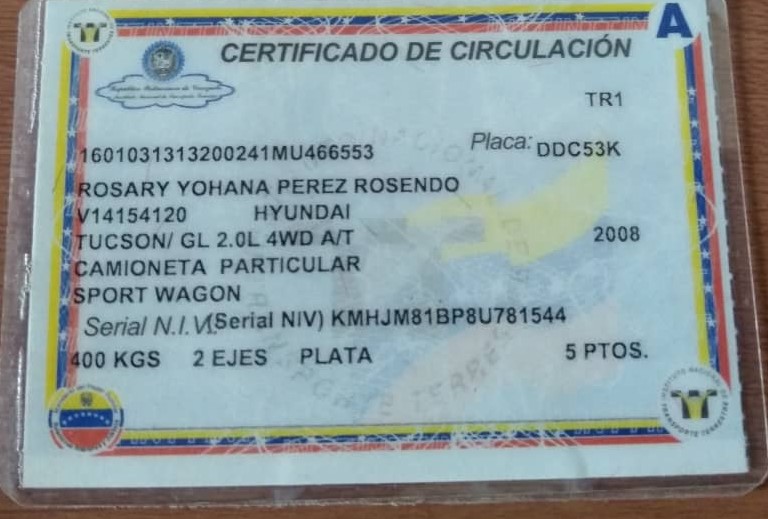 A
CERTIFICADO DE CIRCULACIÓN
República Bolivariana de Venezuela
TR1
1601031313200241MU466553 Placa: DDC53K
ROSARY YOHANA PEREZ ROSENDO
V14154120 HYUNDAI
TUCSON/ GL 2.0L 4WD A/T 2008
CAMIONETA PARTICULAR
SPORT WAGON
Serial N.I.V. (Serial NIV) KMHJM81BP8U781544
400 KGS 2 EJES PLATA 5 PTOS.
INSTITUTO NACIONAL DE TRANSPORTE TERRESTRE